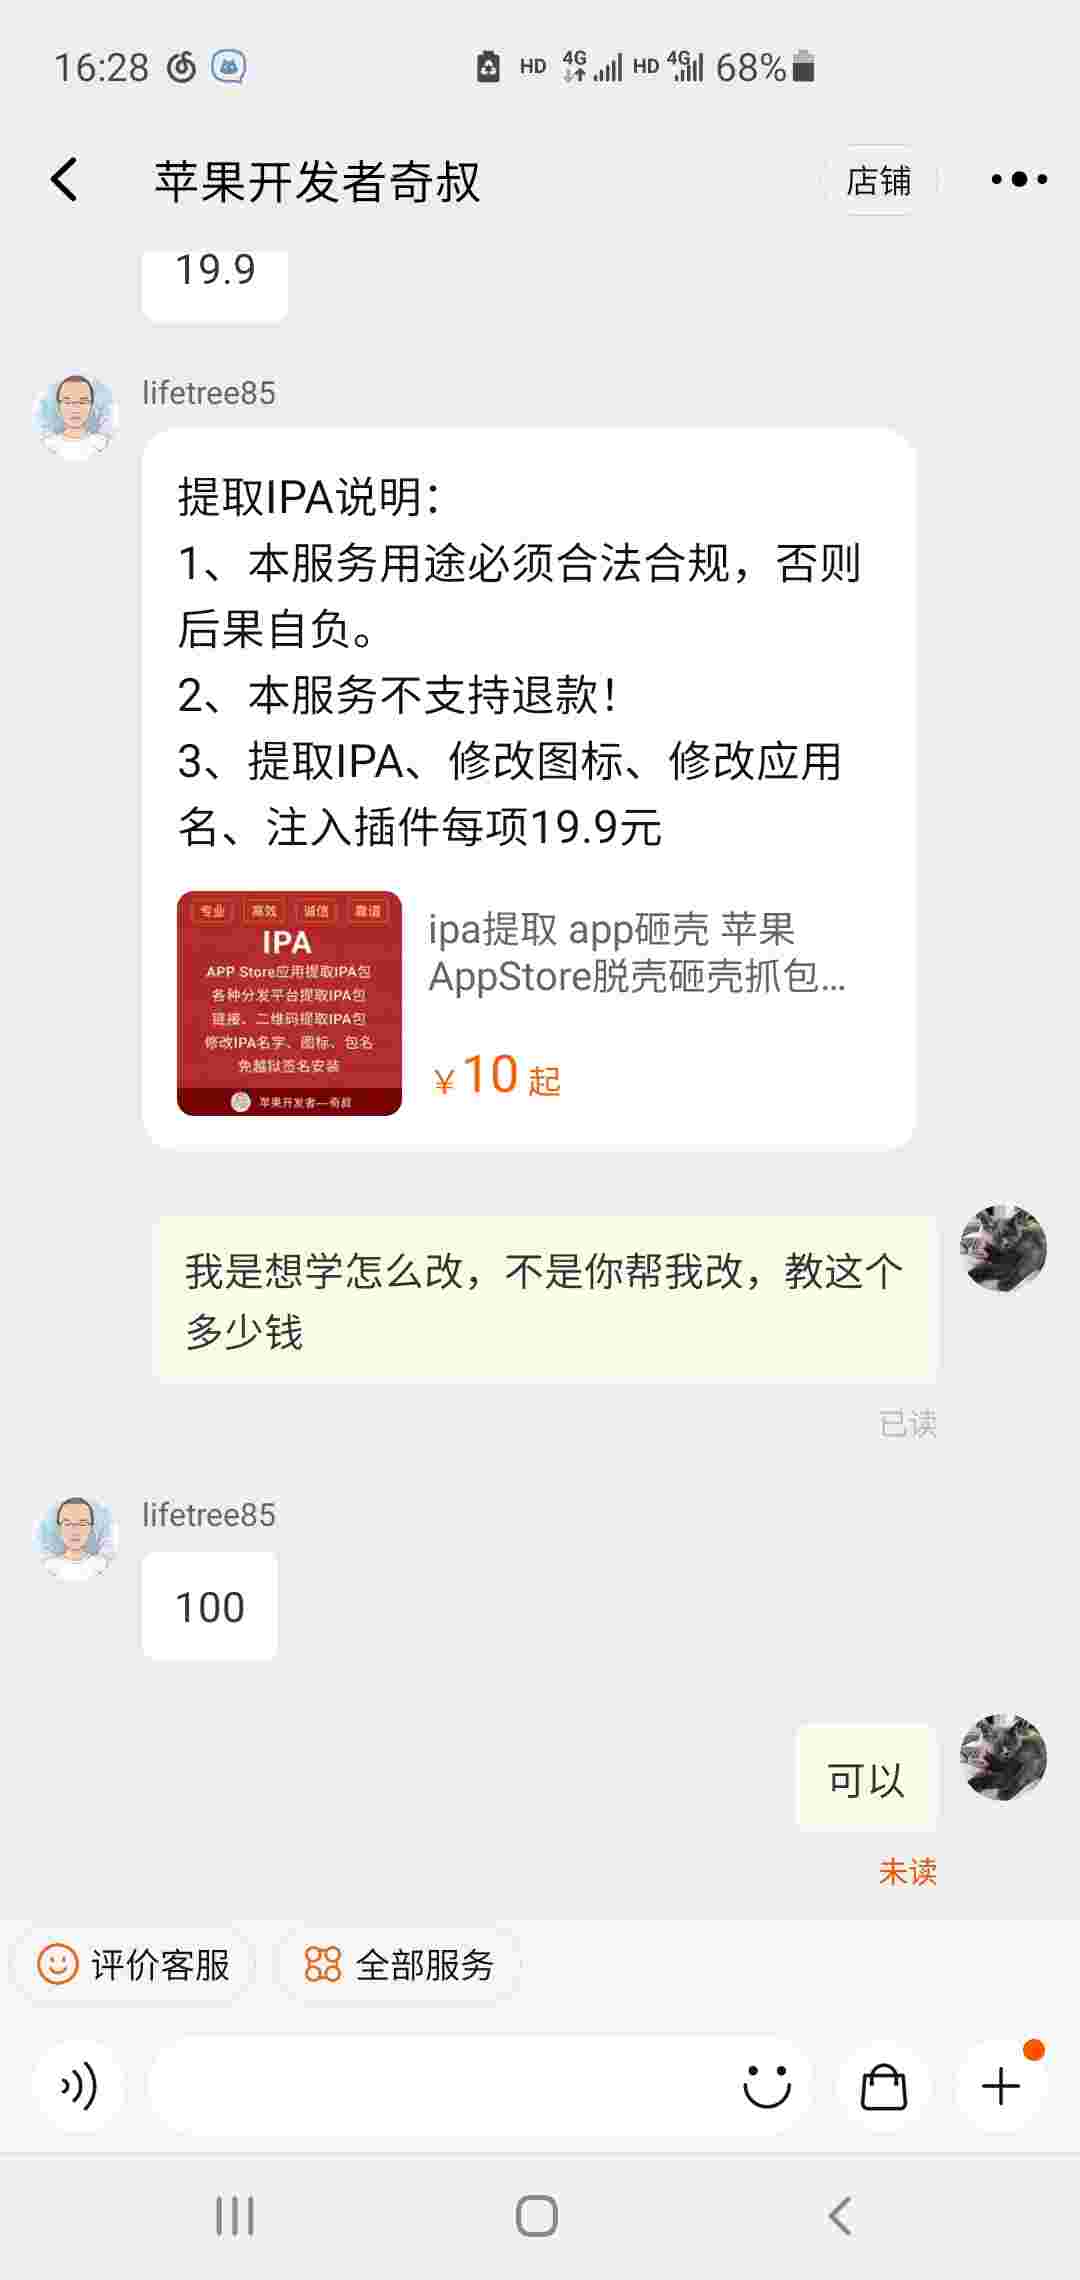 16:28
HD 4G HD 4G 68%
苹果开发者奇叔
店铺
19.9
lifetree85
提取IPA说明：
1、本服务用途必须合法合规，否则
后果自负。
2、本服务不支持退款！
3、提取IPA、修改图标、修改应用
名、注入插件每项19.9元
专业 高效 诚信 靠谱
IPA
APP Store应用提取IPA包
各种分发平台提取IPA包
链接、二维码提取IPA包
修改IPA名字、图标、包名
免越狱签名安装
苹果开发者—奇叔
ipa提取 app砸壳 苹果
AppStore脱壳砸壳抓包...
¥10起
我是想学怎么改，不是你帮我改，教这个
多少钱
已读
lifetree85
100
可以
未读
评价客服
全部服务